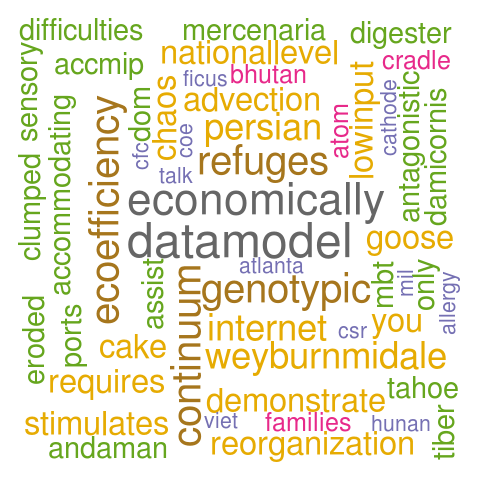 difficulties
mercenaria
digester
sensory
accmip
nationallevel
cradle
ficus
bhutan
chaos
dom
advection
lowinput
cathode
antagonistic
damicornis
clumped
accommodating
ecoefficiency
cfc
coe
persian
atom
talk
refuges
economically
datamodel
goose
atlanta
assist
continuum
genotypic
mbt
mil
only
allergy
eroded
ports
internet
csr
you
cake
weyburnmidale
requires
demonstrate
tahoe
stimulates
viet
families
hunan
tiber
andaman
reorganization